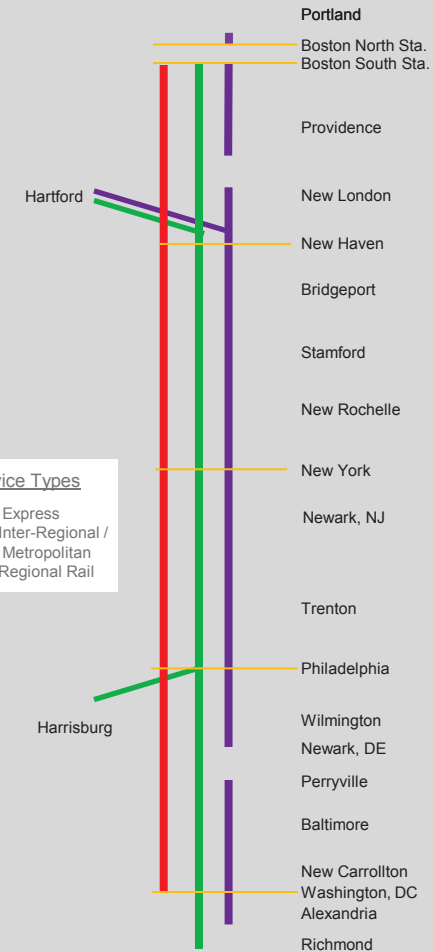 Portland
Boston North Sta.
Boston South Sta.
Providence
Hartford
New London
New Haven
Bridgeport
Stamford
New Rochelle
New York
vice Types
Express
Inter-Regional /
Metropolitan
Regional Rail
Newark, NJ
Trenton
Philadelphia
Harrisburg
Wilmington
Newark, DE
Perryville
Baltimore
New Carrollton
Washington, DC
Alexandria
Richmond